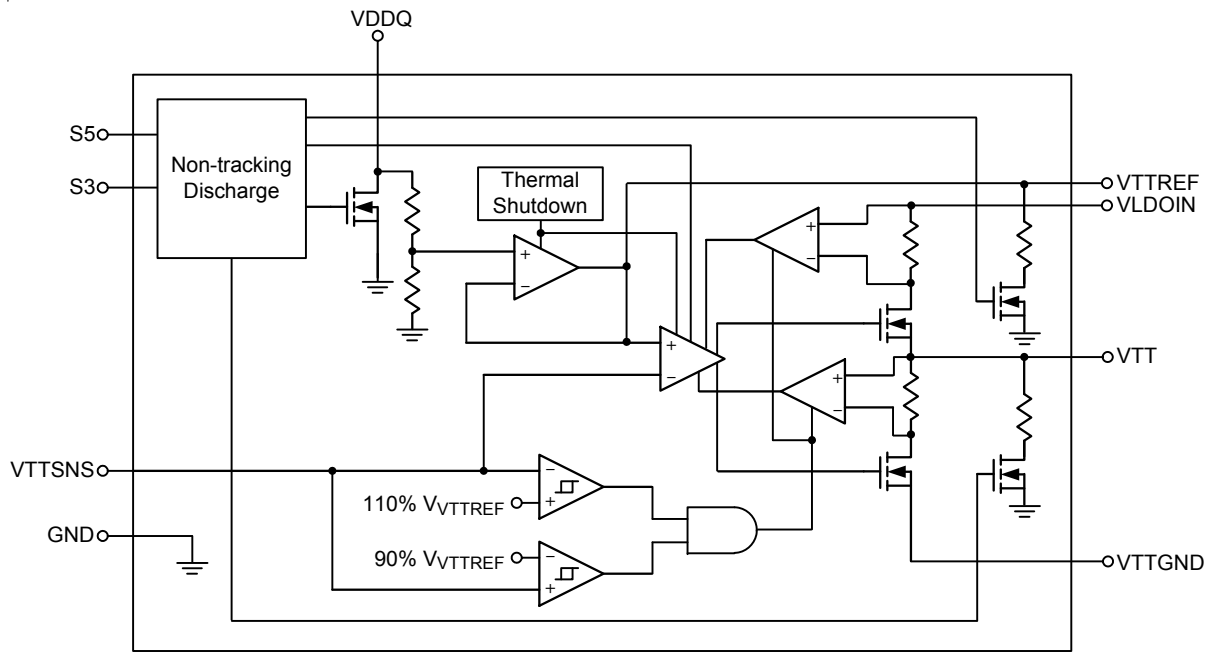 VDDQ
S5
S3
Non-tracking
Discharge
Thermal
Shutdown
VTTREF
VLDOIN
+
−
+
−
+
−
VTT
+
−
VTTSNS
−
110% VVTTREF
+
GND
90% VVTTREF
−
+
VTTGND